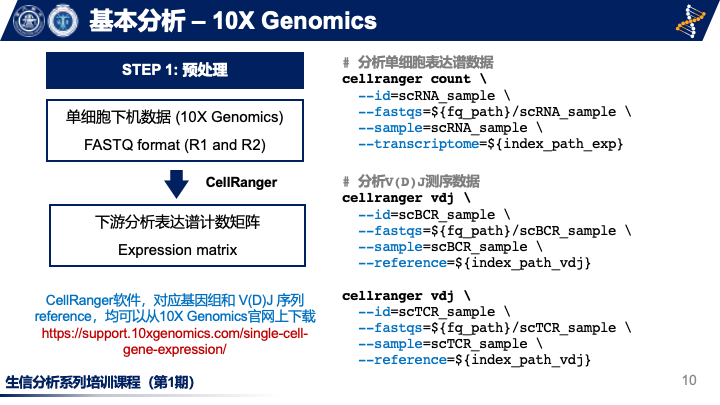 基本分析 – 10X Genomics
STEP 1: 预处理
单细胞下机数据 (10X Genomics)
FASTQ format (R1 and R2)
CellRanger
下游分析表达谱计数矩阵
Expression matrix
CellRanger软件，对应基因组和 V(D)J 序列
reference，均可以从10X Genomics官网上下载
https://support.10xgenomics.com/single-cell-
gene-expression/
# 分析单细胞表达谱数据
cellranger count \
--id=scRNA_sample \
--fastqs=${fq_path}/scRNA_sample \
--sample=scRNA_sample \
--transcriptome=${index_path_exp}
# 分析V(D)J测序数据
cellranger vdj \
--id=scBCR_sample \
--fastqs=${fq_path}/scBCR_sample \
--sample=scBCR_sample \
--reference=${index_path_vdj}
cellranger vdj \
--id=scTCR_sample \
--fastqs=${fq_path}/scTCR_sample \
--sample=scTCR_sample \
--reference=${index_path_vdj}
生信分析系列培训课程（第1期）
10